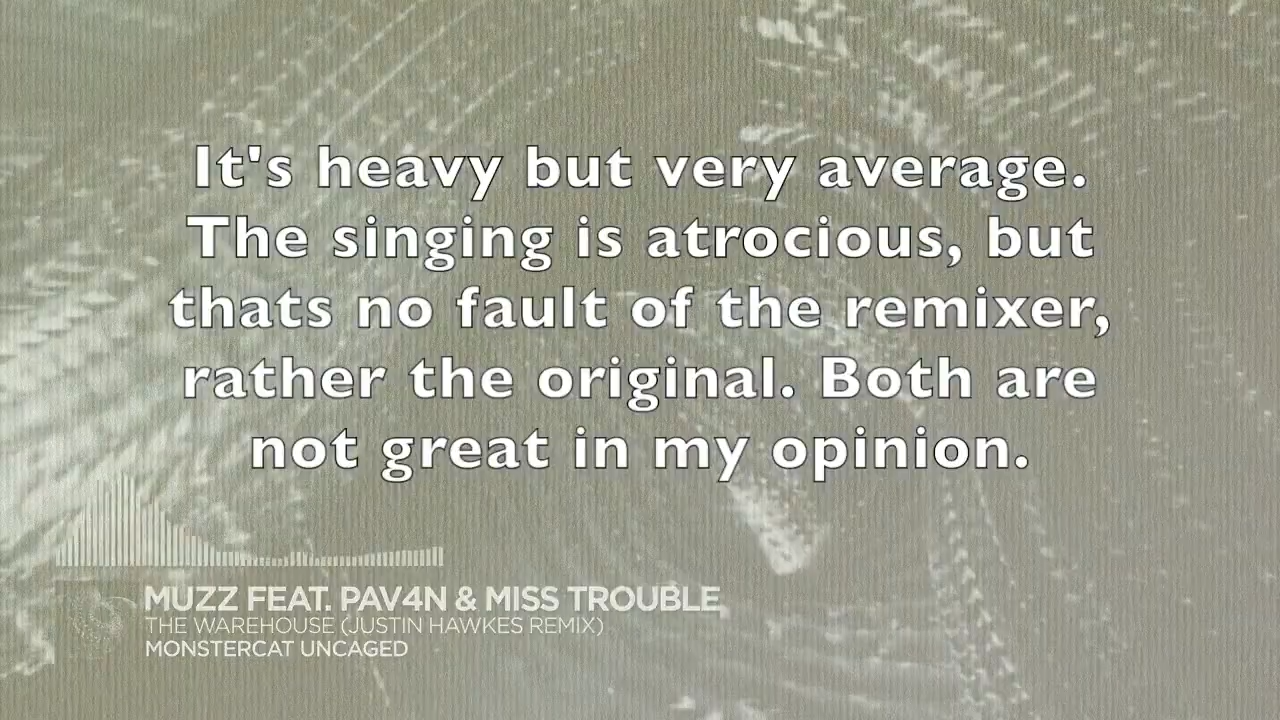 It's heavy but very average.
The singing is atrocious, but
thats no fault of the remixer,
rather the original. Both are
not great in my opinion.
MUZZ FEAT. PAV4N & MISS TROUBLE
THE WAREHOUSE (JUSTIN HAWKES REMIX)
MONSTERCAT UNCAGED